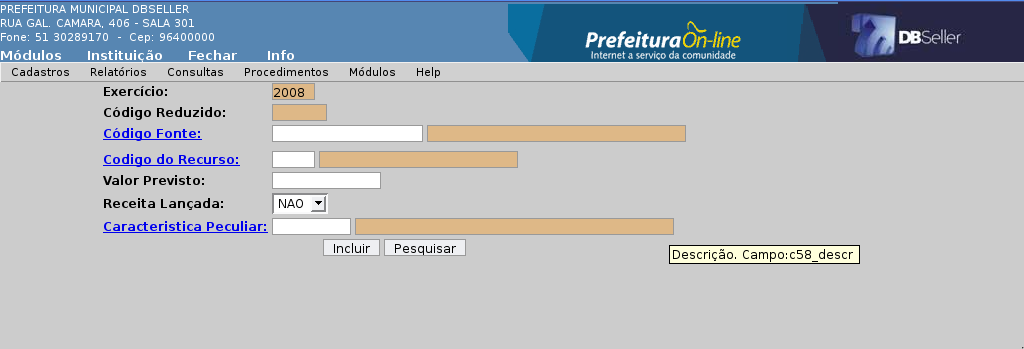 PREFEITURA MUNICIPAL DBSELLER
RUA GAL. CAMARA, 406 - SALA 301
Fone: 51 30289170  -  Cep: 96400000
PrefeituraOn-line
Internet a serviço da comunidade
DBSeller
Módulos Instituição Fechar Info
Cadastros Relatórios Consultas Procedimentos Módulos Help
Exercício: 2008
Código Reduzido:
Código Fonte:
Codigo do Recurso:
Valor Previsto:
Receita Lançada: NAO
Caracteristica Peculiar:
Incluir Pesquisar
Descrição. Campo:c58_descr